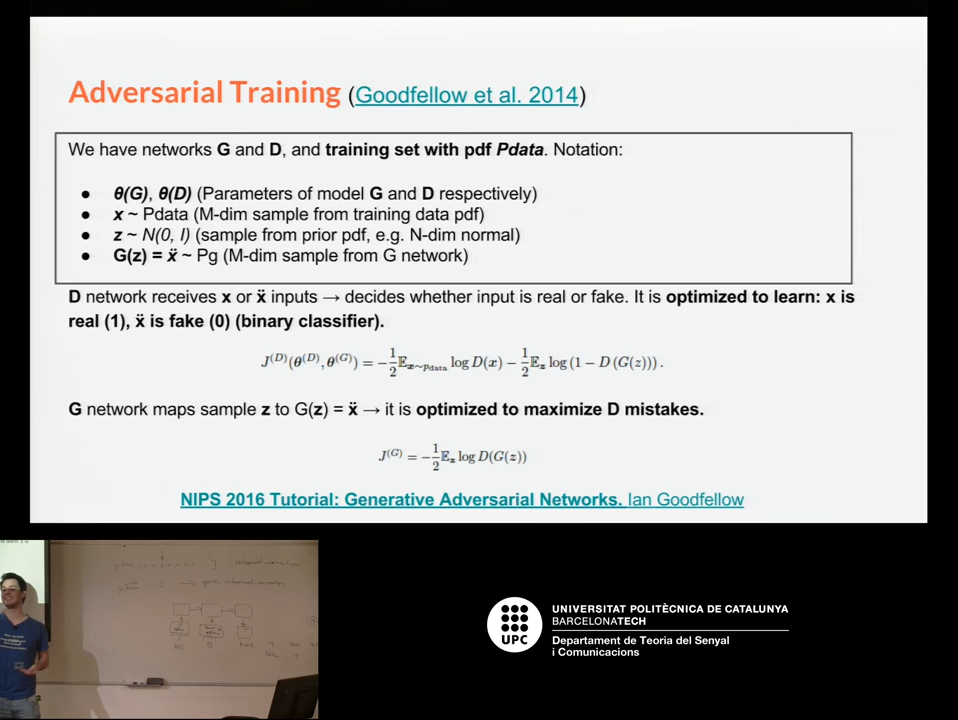 Adversarial Training (Goodfellow et al. 2014)
We have networks G and D, and training set with pdf Pdata. Notation:
● θ(G), θ(D) (Parameters of model G and D respectively)
● x ~ Pdata (M-dim sample from training data pdf)
● z ~ N(0, I) (sample from prior pdf, e.g. N-dim normal)
● G(z) = ẍ ~ Pg (M-dim sample from G network)
D network receives x or ẍ inputs → decides whether input is real or fake. It is optimized to learn: x is
real (1), ẍ is fake (0) (binary classifier).
J^(D)(θ^(D), θ^(G)) = −1/2 𝔼_x∼pdata log D(x) − 1/2 𝔼_z log (1 − D (G(z))) .
G network maps sample z to G(z) = ẍ → it is optimized to maximize D mistakes.
J^(G) = −1/2 𝔼_z log D(G(z))
NIPS 2016 Tutorial: Generative Adversarial Networks. Ian Goodfellow
UPC
UNIVERSITAT POLITÈCNICA DE CATALUNYA
BARCELONATECH
Departament de Teoria del Senyal
i Comunicacions